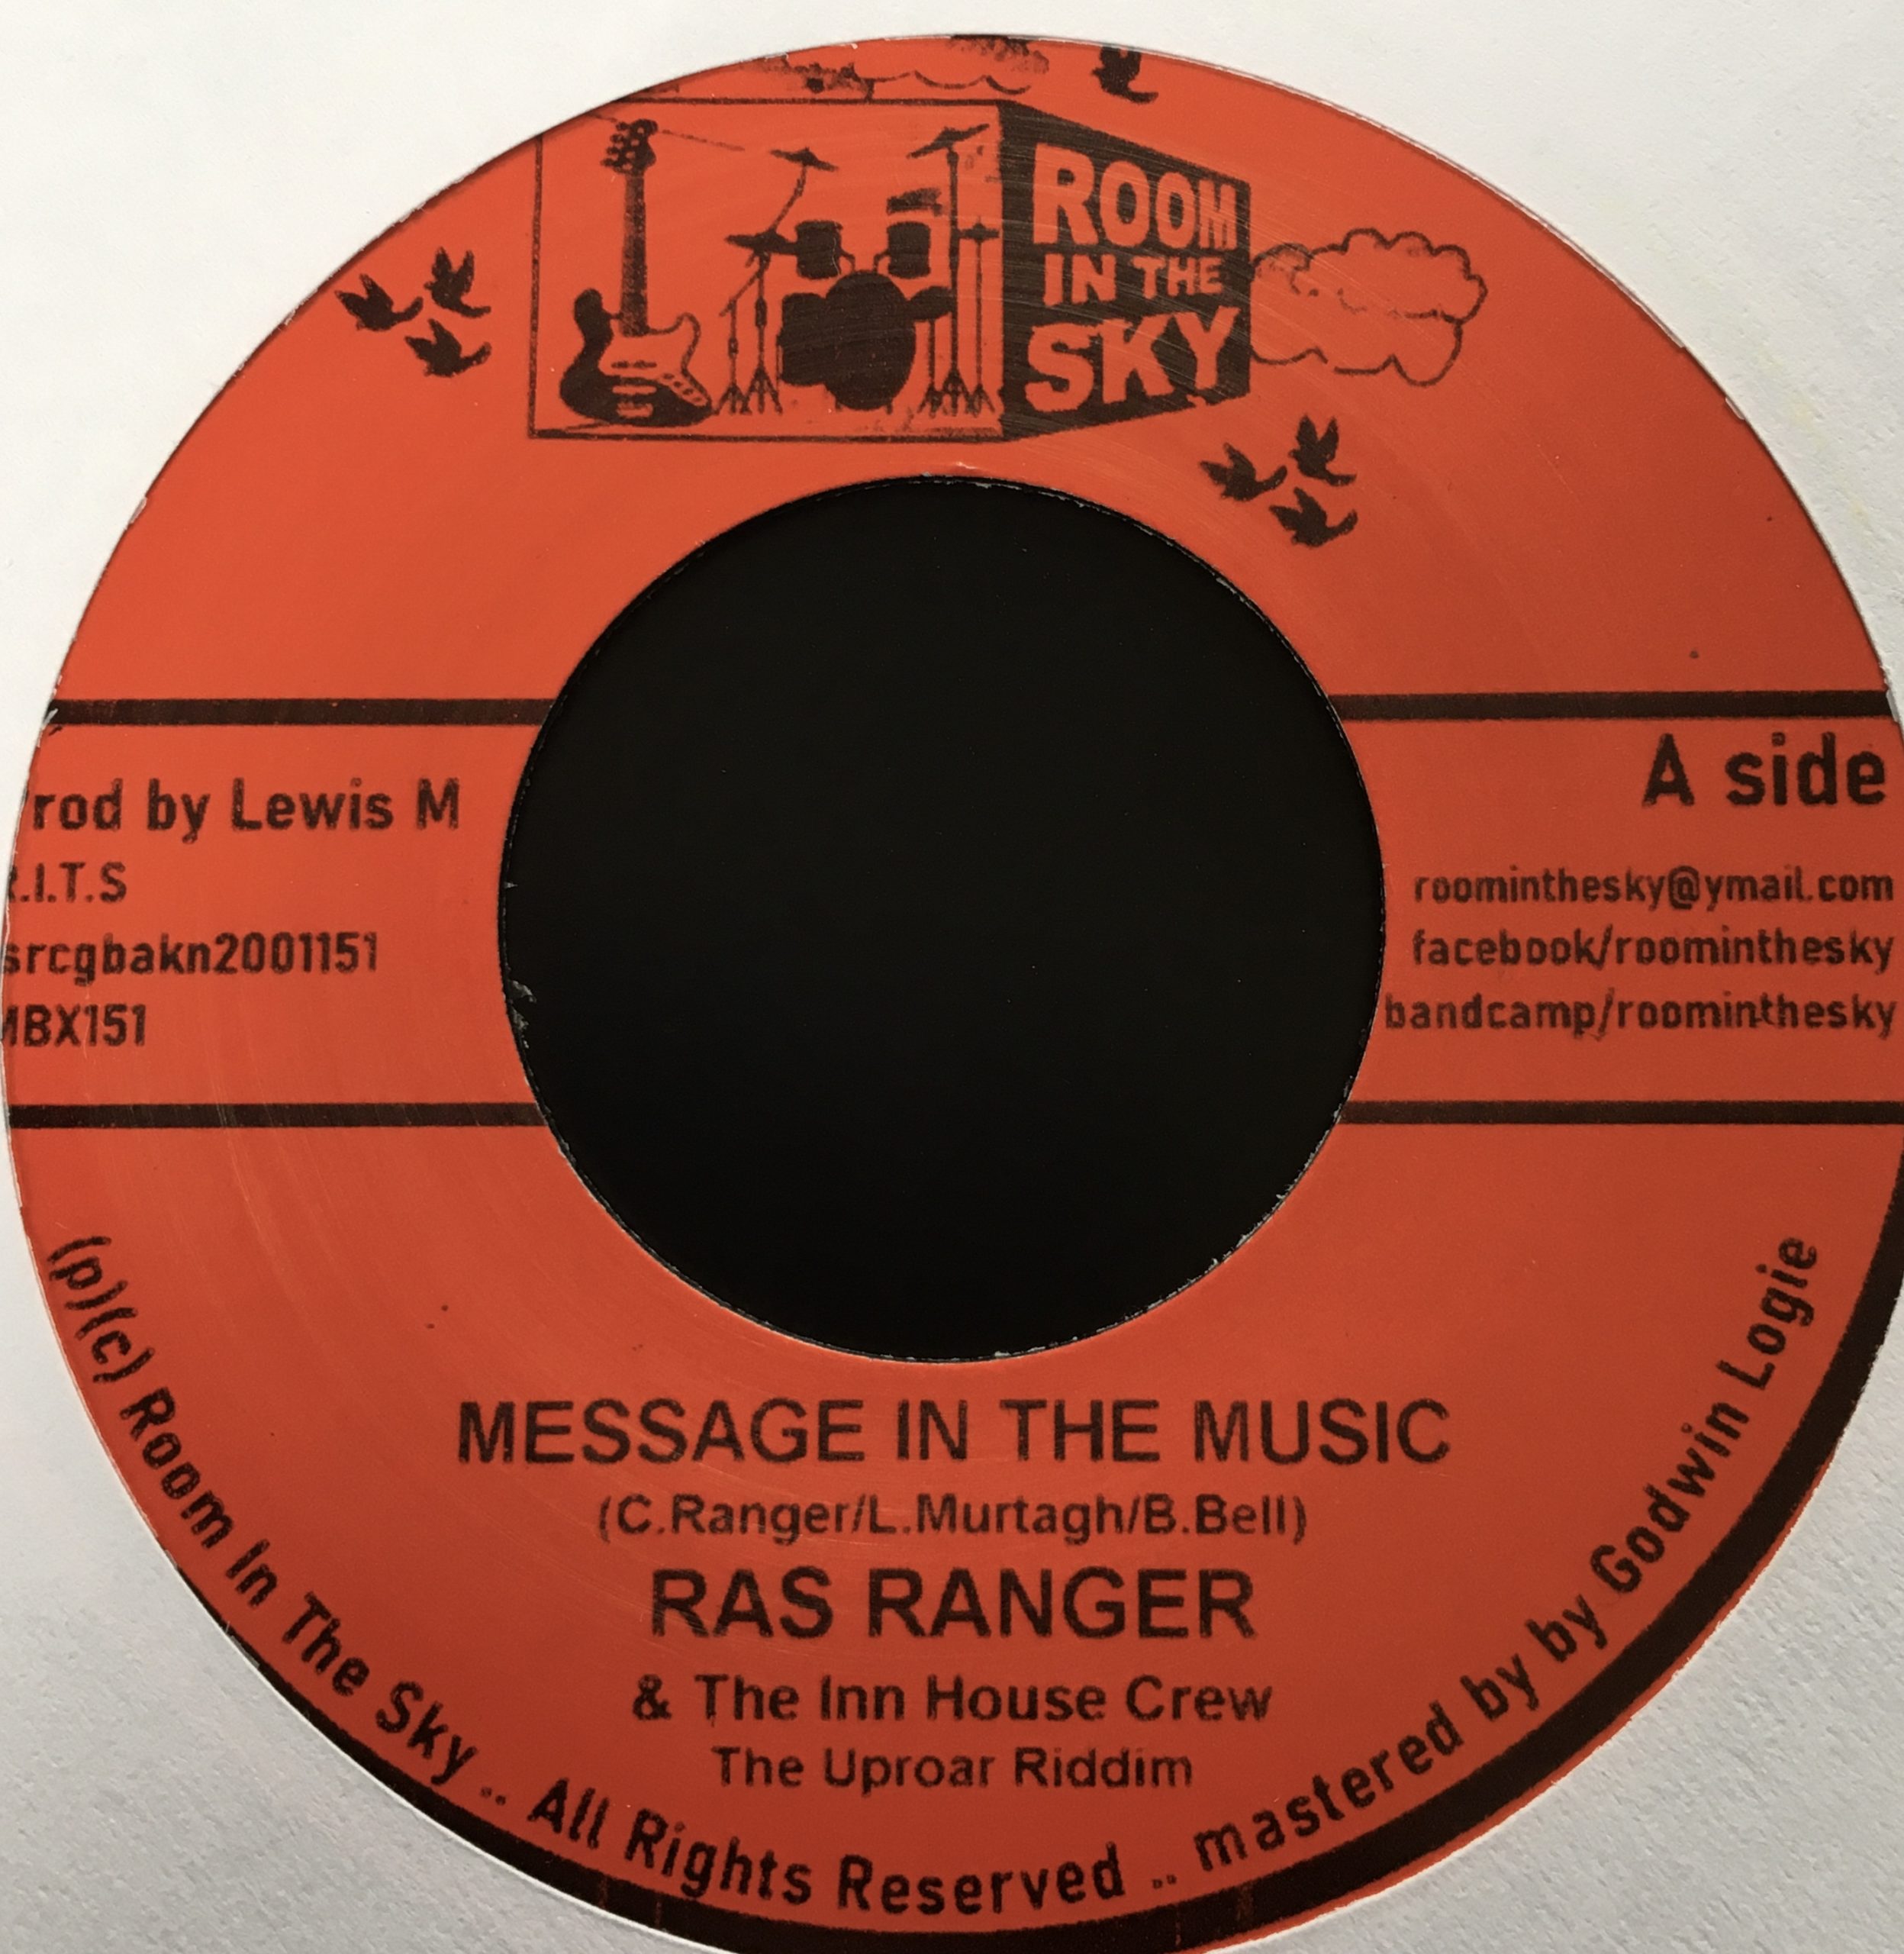 ROOM
IN THE
SKY
rod by Lewis M
.I.T.S
srcgbakn2001151
BX151
A side
roominthesky@ymail.com
facebook/roominthesky
bandcamp/roominthesky
MESSAGE IN THE MUSIC
(C.Ranger/L.Murtagh/B.Bell)
RAS RANGER
& The Inn House Crew
The Uproar Riddim
(p)(c) Room In The Sky .. All Rights Reserved .. mastered by by Godwin Logie